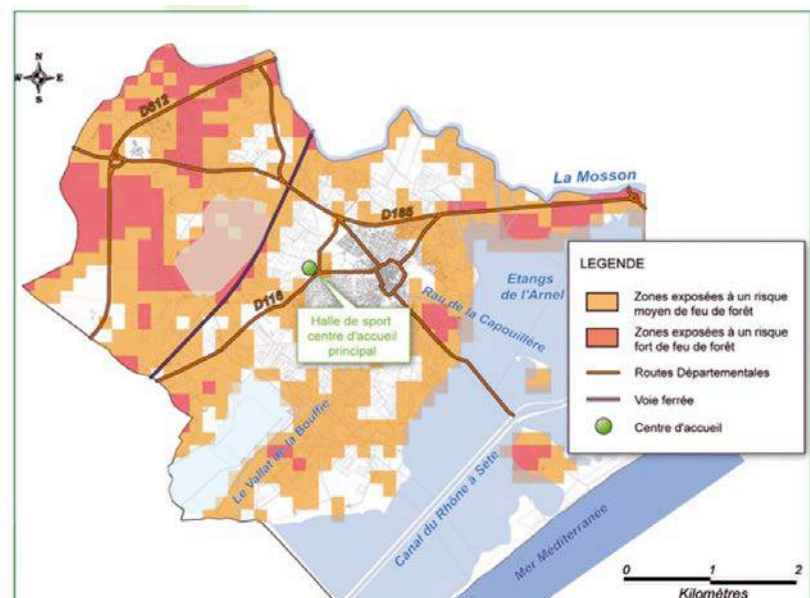 N
W E
S
D612
La Mosson
D185
D116
Halle de sport
centre d'accueil
principal
Etangs
de l'Arnel
Rau de la Capouillère
Le Vallat de la Bouffie
Canal du Rhône à Sète
Mer Méditerranée
LEGENDE
Zones exposées à un risque
moyen de feu de forêt
Zones exposées à un risque
fort de feu de forêt
Routes Départementales
Voie ferrée
Centre d'accueil
0 1 2
Kilomètres